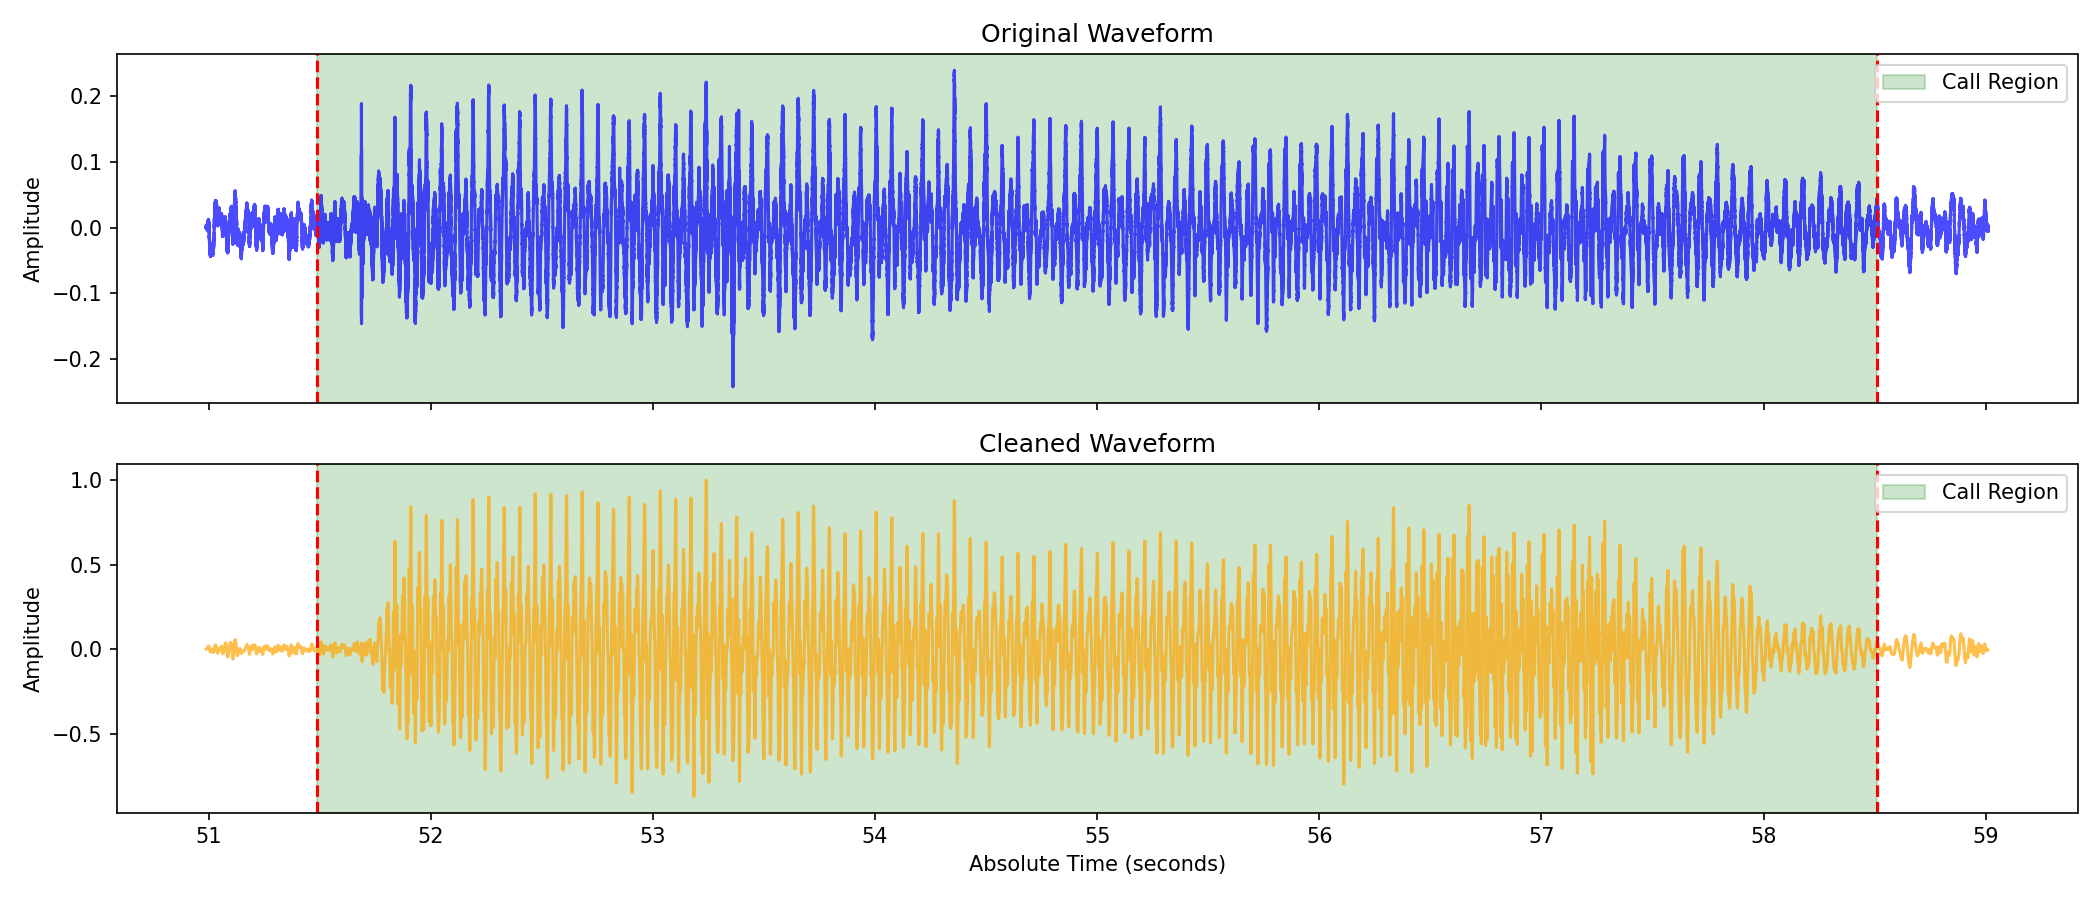 Original Waveform
Call Region
Amplitude
0.2
0.1
0.0
−0.1
−0.2
Cleaned Waveform
Call Region
Amplitude
1.0
0.5
0.0
−0.5
51 52 53 54 55 56 57 58 59
Absolute Time (seconds)